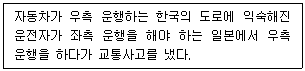 자동차가 우측 운행하는 한국의 도로에 익숙해진
운전자가 좌측 운행을 해야 하는 일본에서 우측
운행을 하다가 교통사고를 냈다.